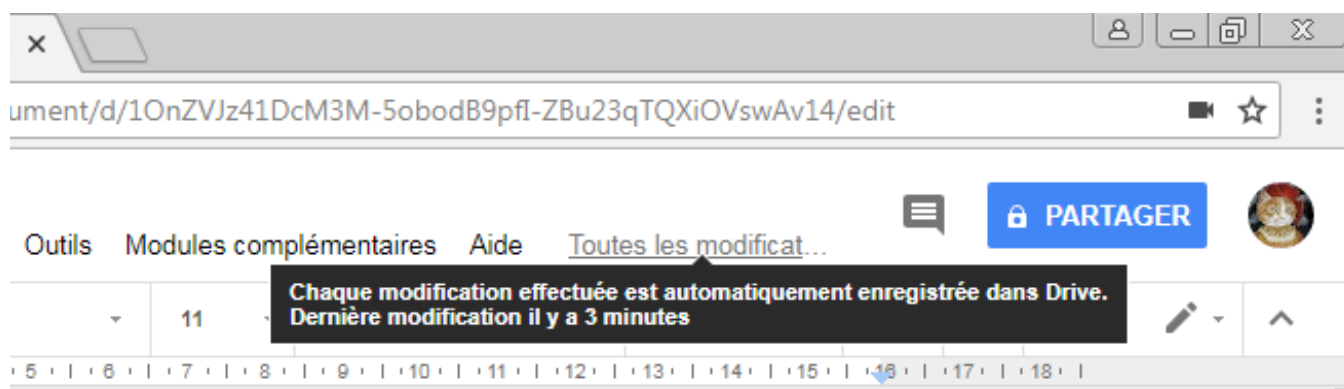 ument/d/1OnZVJz41DcM3M-5obodB9pfI-ZBu23qTQXiOVswAv14/edit
PARTAGER
Outils Modules complémentaires Aide Toutes les modificat...
Chaque modification effectuée est automatiquement enregistrée dans Drive.
Dernière modification il y a 3 minutes
11
5 6 7 8 9 10 11 12 13 14 15 16 17 18